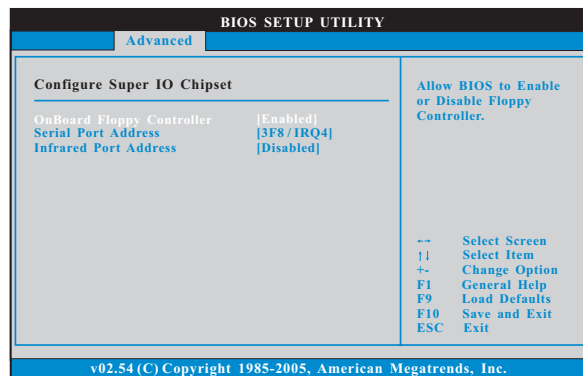 BIOS SETUP UTILITY
Advanced
Configure Super IO Chipset
OnBoard Floppy Controller [Enabled]
Serial Port Address [3F8 / IRQ4]
Infrared Port Address [Disabled]
Allow BIOS to Enable
or Disable Floppy
Controller.
←→ Select Screen
↑↓ Select Item
+- Change Option
F1 General Help
F9 Load Defaults
F10 Save and Exit
ESC Exit
v02.54 (C) Copyright 1985-2005, American Megatrends, Inc.